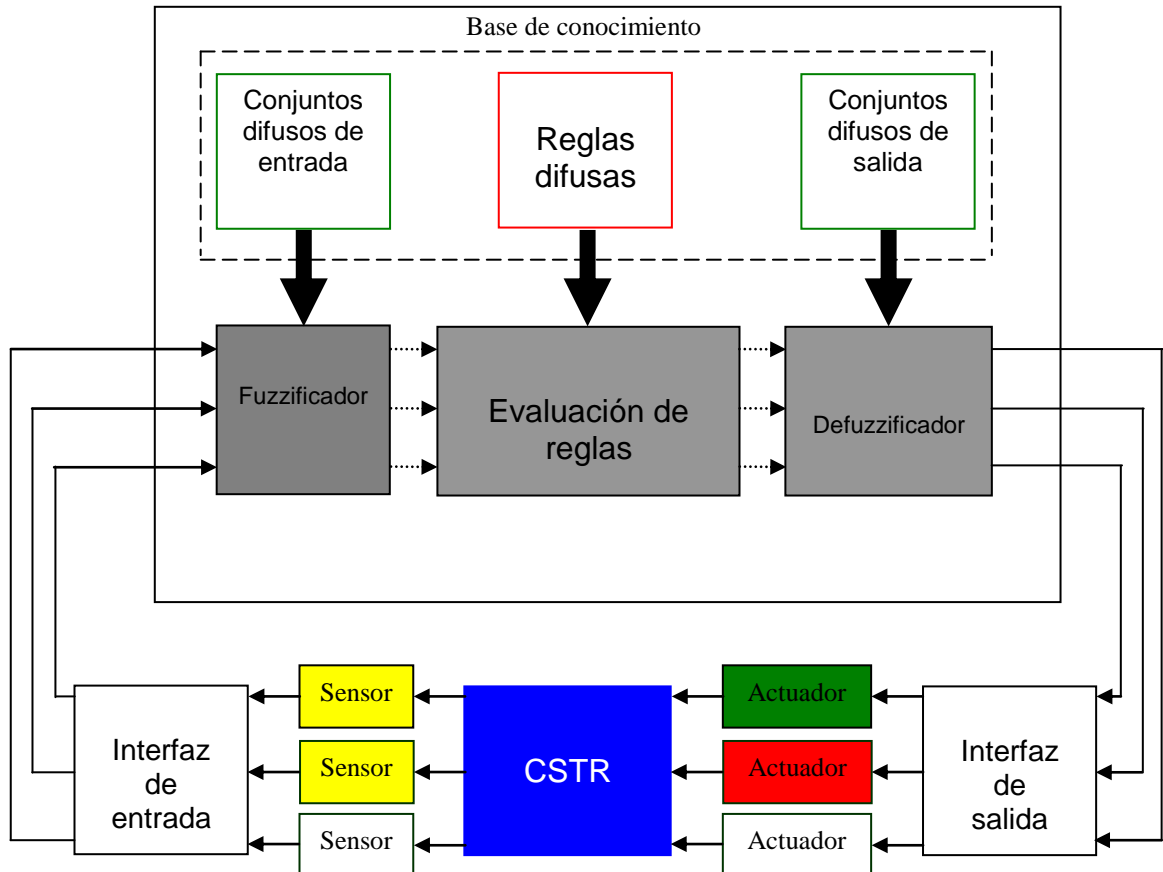 Base de conocimiento
Conjuntos
difusos de
entrada
Reglas
difusas
Conjuntos
difusos de
salida
Fuzzificador
Evaluación de
reglas
Defuzzificador
Interfaz
de
entrada
Sensor
Sensor
Sensor
CSTR
Actuador
Actuador
Actuador
Interfaz
de
salida